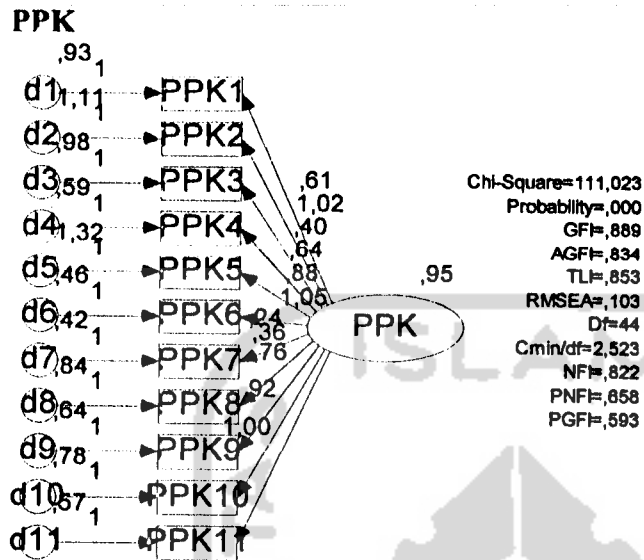 PPK
,93
1
d1 PPK1
1,11
1
d2 PPK2
,98
1
d3 PPK3
,59
1
d4 PPK4
1,32
1
d5 PPK5
,46
1
d6 PPK6
,42
1
d7 PPK7
,84
1
d8 PPK8
,64
1
d9 PPK9
,78
1
d10 PPK10
,67
1
d11 PPK11
,61
1,02
,40
,64
,88
1,05
,36
,76
,92
1,00
,95
PPK
Chi-Square=111,023
Probability=,000
GFI=,889
AGFI=,834
TLI=,853
RMSEA=,103
Df=44
Cmin/df=2,523
NFI=,822
PNFI=,658
PGFI=,593
ISLA